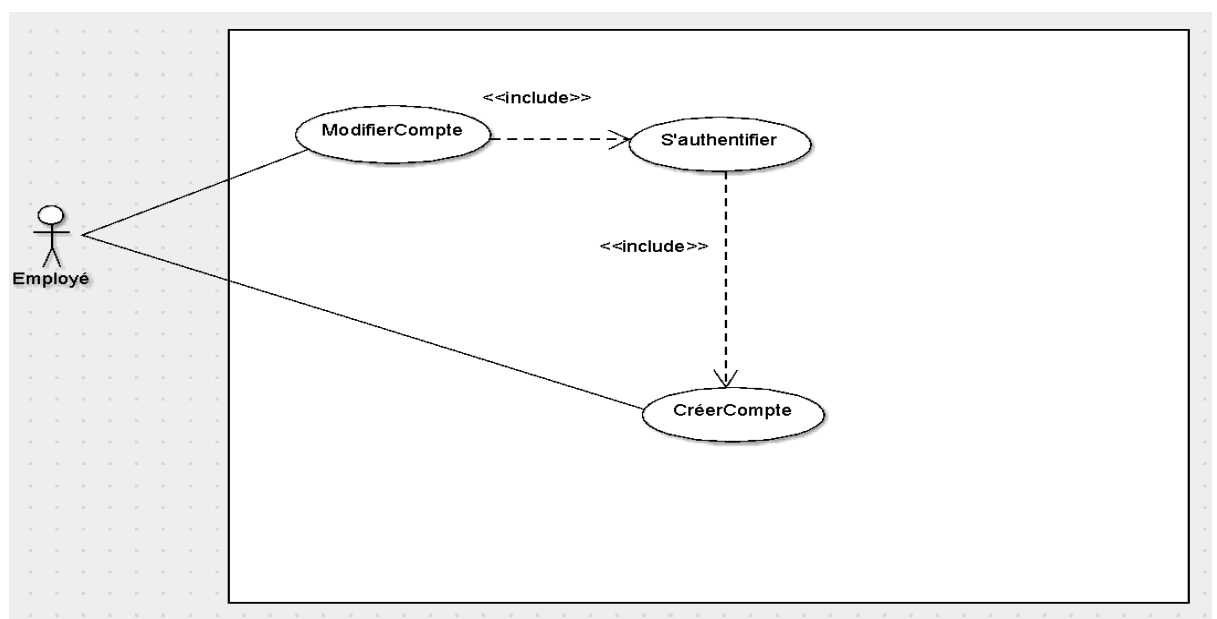 <<include>>
ModifierCompte
S'authentifier
<<include>>
Employé
CréerCompte